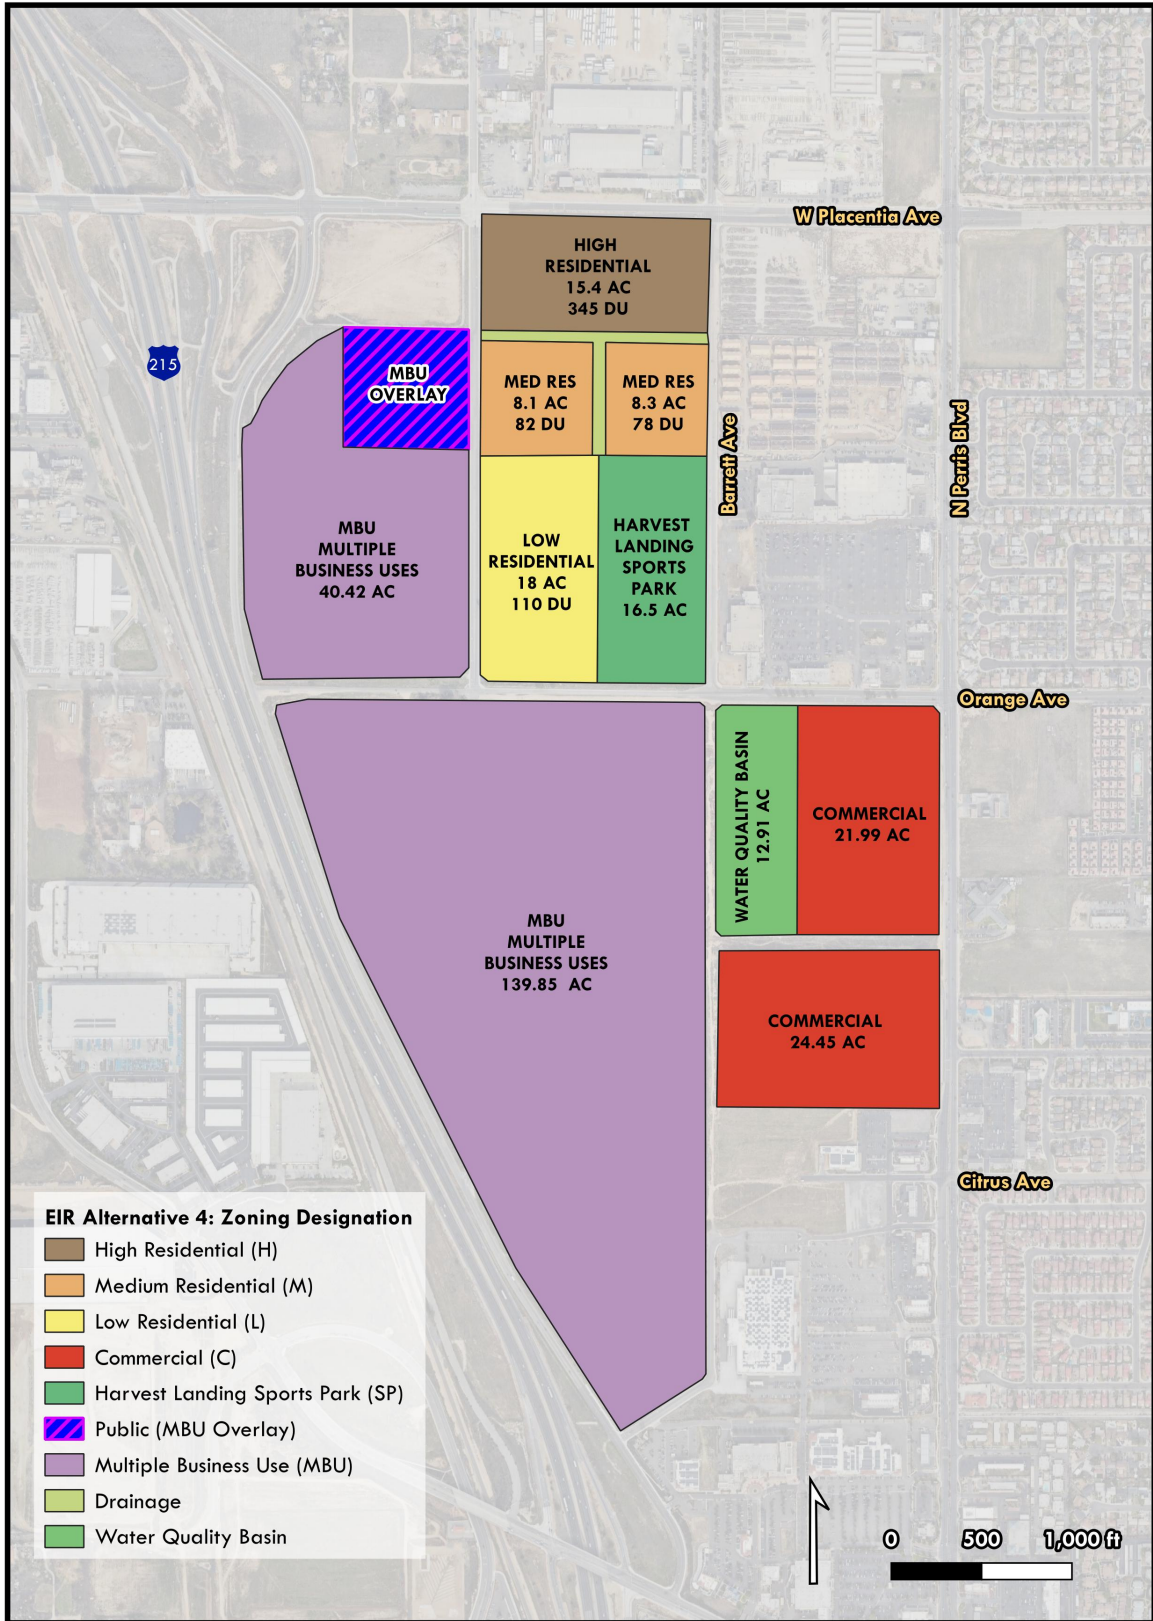 W Placentia Ave
HIGH
RESIDENTIAL
15.4 AC
345 DU
215
MBU
OVERLAY
MED RES
8.1 AC
82 DU
MED RES
8.3 AC
78 DU
Barrett Ave
N Perris Blvd
MBU
MULTIPLE
BUSINESS USES
40.42 AC
LOW
RESIDENTIAL
18 AC
110 DU
HARVEST
LANDING
SPORTS
PARK
16.5 AC
Orange Ave
WATER QUALITY BASIN
12.91 AC
COMMERCIAL
21.99 AC
MBU
MULTIPLE
BUSINESS USES
139.85 AC
COMMERCIAL
24.45 AC
Citrus Ave
EIR Alternative 4: Zoning Designation
High Residential (H)
Medium Residential (M)
Low Residential (L)
Commercial (C)
Harvest Landing Sports Park (SP)
Public (MBU Overlay)
Multiple Business Use (MBU)
Drainage
Water Quality Basin
0 500 1,000 ft